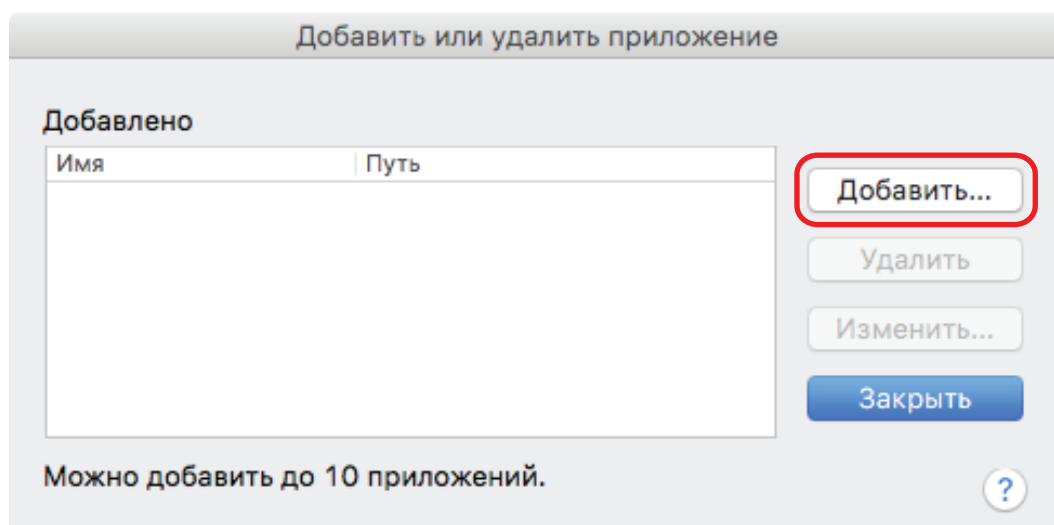 Добавить или удалить приложение
Добавлено
Имя Путь
Добавить...
Удалить
Изменить...
Закрыть
Можно добавить до 10 приложений.
?